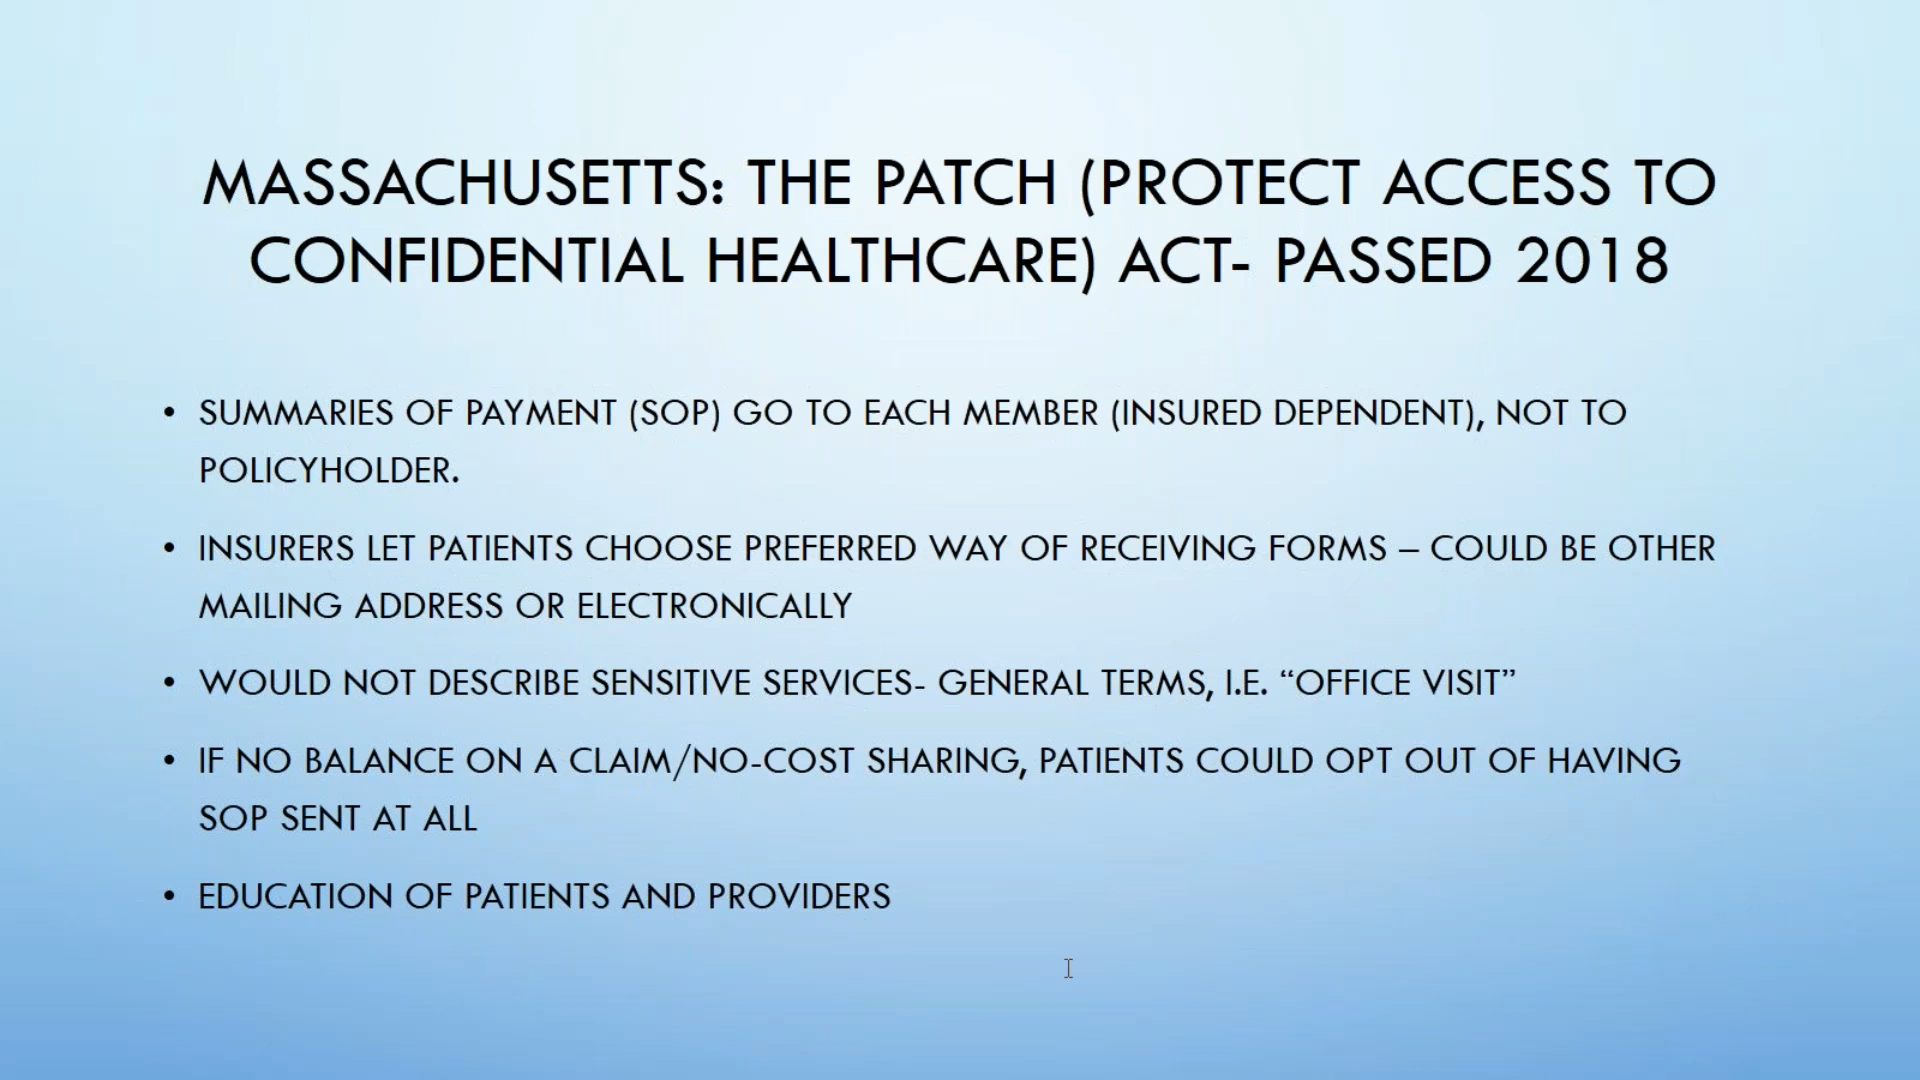 MASSACHUSETTS: THE PATCH (PROTECT ACCESS TO
CONFIDENTIAL HEALTHCARE) ACT- PASSED 2018
• SUMMARIES OF PAYMENT (SOP) GO TO EACH MEMBER (INSURED DEPENDENT), NOT TO
POLICYHOLDER.
• INSURERS LET PATIENTS CHOOSE PREFERRED WAY OF RECEIVING FORMS – COULD BE OTHER
MAILING ADDRESS OR ELECTRONICALLY
• WOULD NOT DESCRIBE SENSITIVE SERVICES- GENERAL TERMS, I.E. “OFFICE VISIT”
• IF NO BALANCE ON A CLAIM/NO-COST SHARING, PATIENTS COULD OPT OUT OF HAVING
SOP SENT AT ALL
• EDUCATION OF PATIENTS AND PROVIDERS